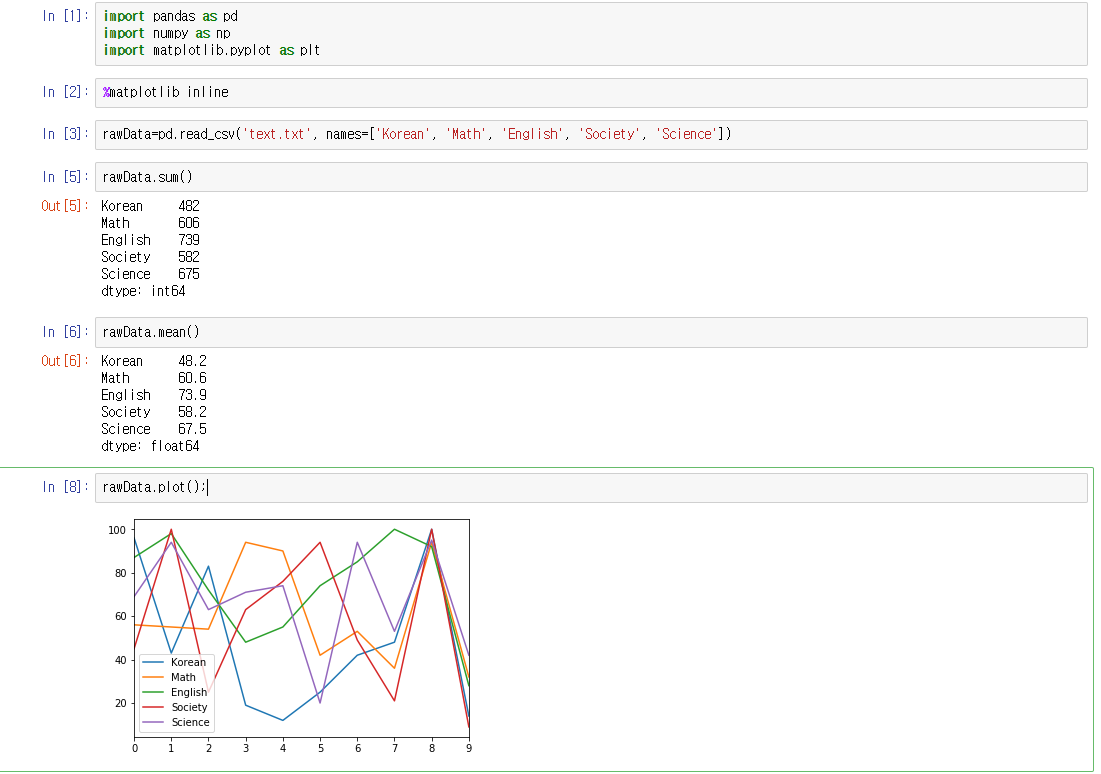 In [1]: import pandas as pd
import numpy as np
import matplotlib.pyplot as plt
In [2]: %matplotlib inline
In [3]: rawData=pd.read_csv('text.txt', names=['Korean', 'Math', 'English', 'Society', 'Science'])
In [5]: rawData.sum()
Out[5]: Korean 482
Math 606
English 739
Society 582
Science 675
dtype: int64
In [6]: rawData.mean()
Out[6]: Korean 48.2
Math 60.6
English 73.9
Society 58.2
Science 67.5
dtype: float64
In [8]: rawData.plot();
100
80
60
40
20
Korean
Math
English
Society
Science
0 1 2 3 4 5 6 7 8 9